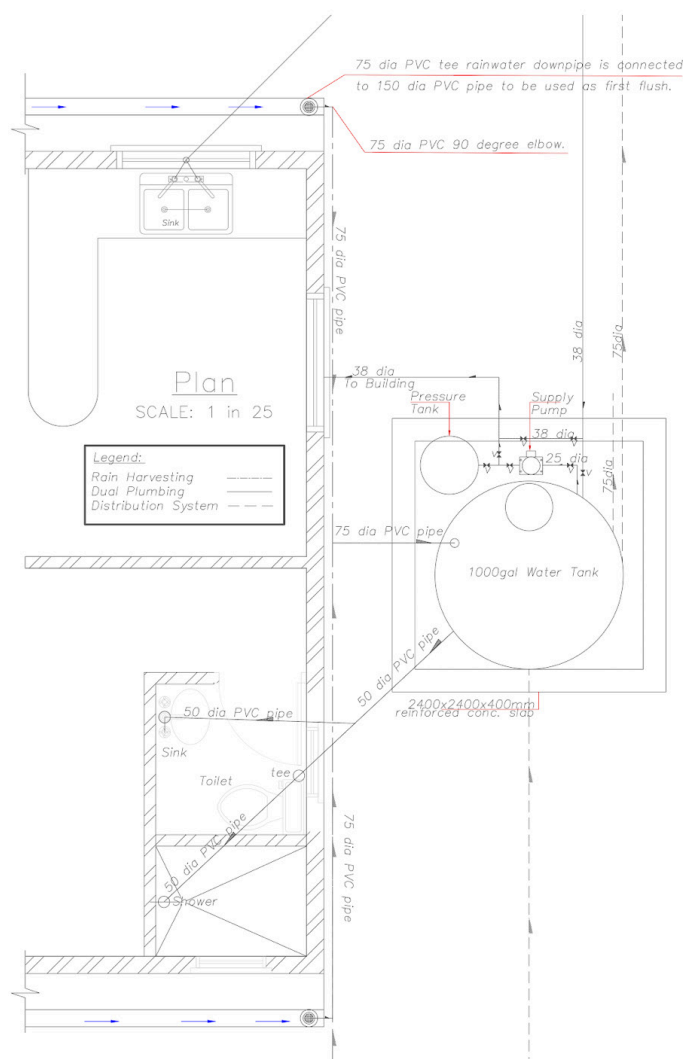 75 dia PVC tee rainwater downpipe is connected
to 150 dia PVC pipe to be used as first flush.
75 dia PVC 90 degree elbow.
Sink
75 dia PVC pipe
38 dia
75dia
Plan
SCALE: 1 in 25
38 dia
To Building
Pressure
Tank
Supply
Pump
38 dia
Legend:
Rain Harvesting
Dual Plumbing
Distribution System
V
25 dia
V
75dia
75 dia PVC pipe
1000gal Water Tank
50 dia PVC pipe
2400x2400x400mm
reinforced conc. slab
50 dia PVC pipe
Sink
Toilet
tee
50 dia PVC pipe
75 dia PVC pipe
Shower